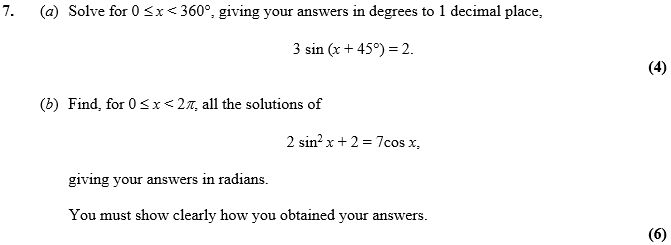 7. (a) Solve for 0 ≤ x < 360°, giving your answers in degrees to 1 decimal place,
3 sin (x + 45°) = 2.
(4)
(b) Find, for 0 ≤ x < 2π, all the solutions of
2 sin² x + 2 = 7cos x,
giving your answers in radians.
You must show clearly how you obtained your answers.
(6)